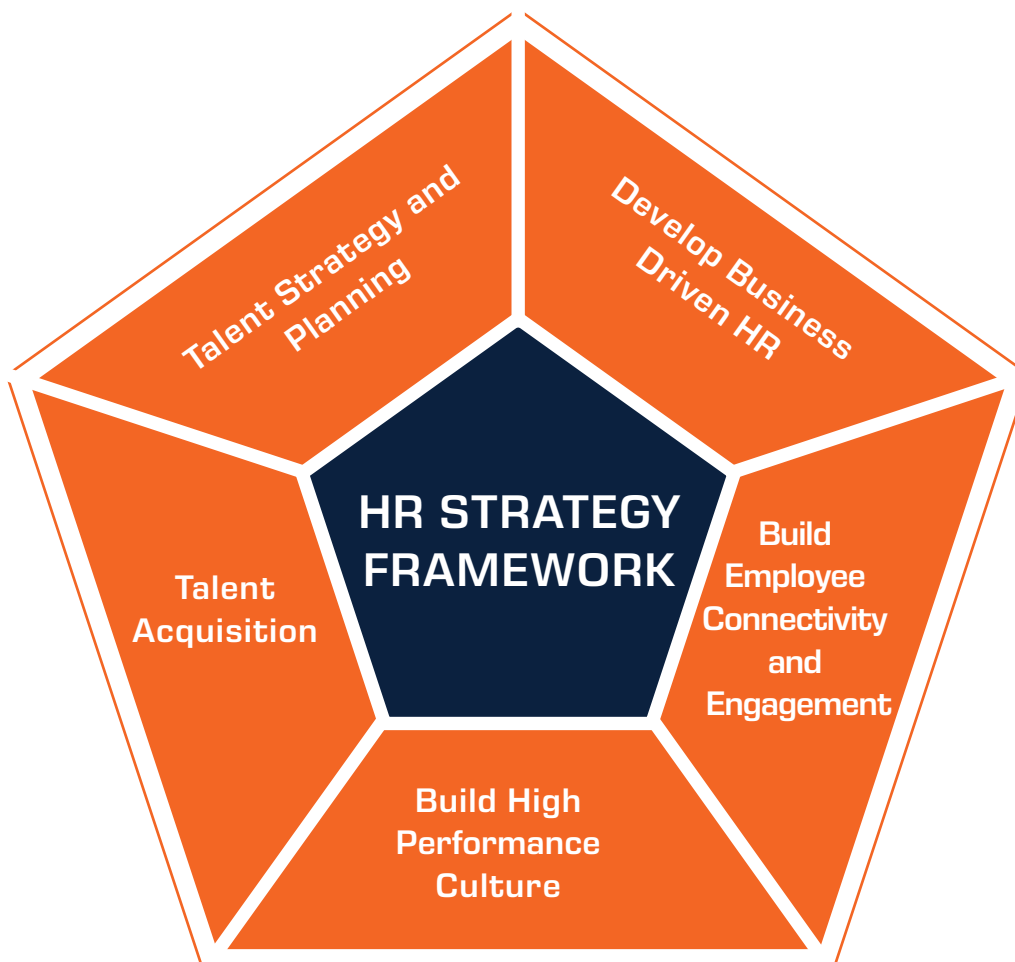 Talent Strategy and
Planning
Develop Business
Driven HR
HR STRATEGY
FRAMEWORK
Build
Employee
Connectivity
and
Engagement
Talent
Acquisition
Build High
Performance
Culture